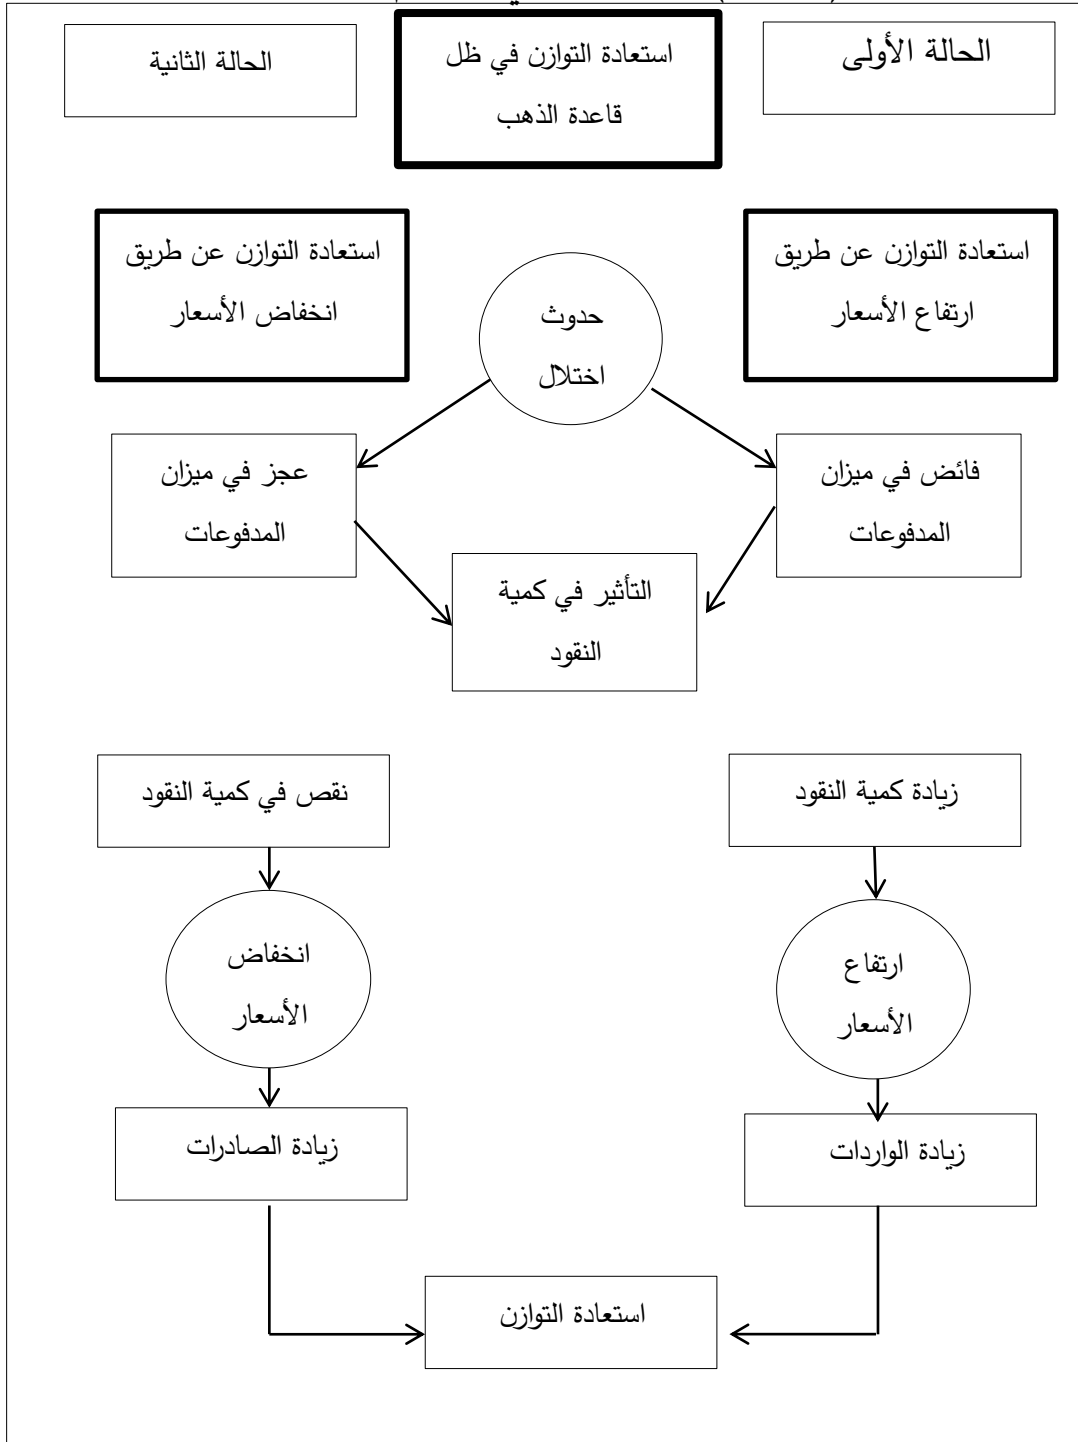 الحالة الأولى
استعادة التوازن في ظل
قاعدة الذهب
الحالة الثانية
استعادة التوازن عن طريق
ارتفاع الأسعار
حدوث
اختلال
استعادة التوازن عن طريق
انخفاض الأسعار
فائض في ميزان
المدفوعات
عجز في ميزان
المدفوعات
التأثير في كمية
النقود
زيادة كمية النقود
نقص في كمية النقود
ارتفاع
الأسعار
انخفاض
الأسعار
زيادة الواردات
زيادة الصادرات
استعادة التوازن